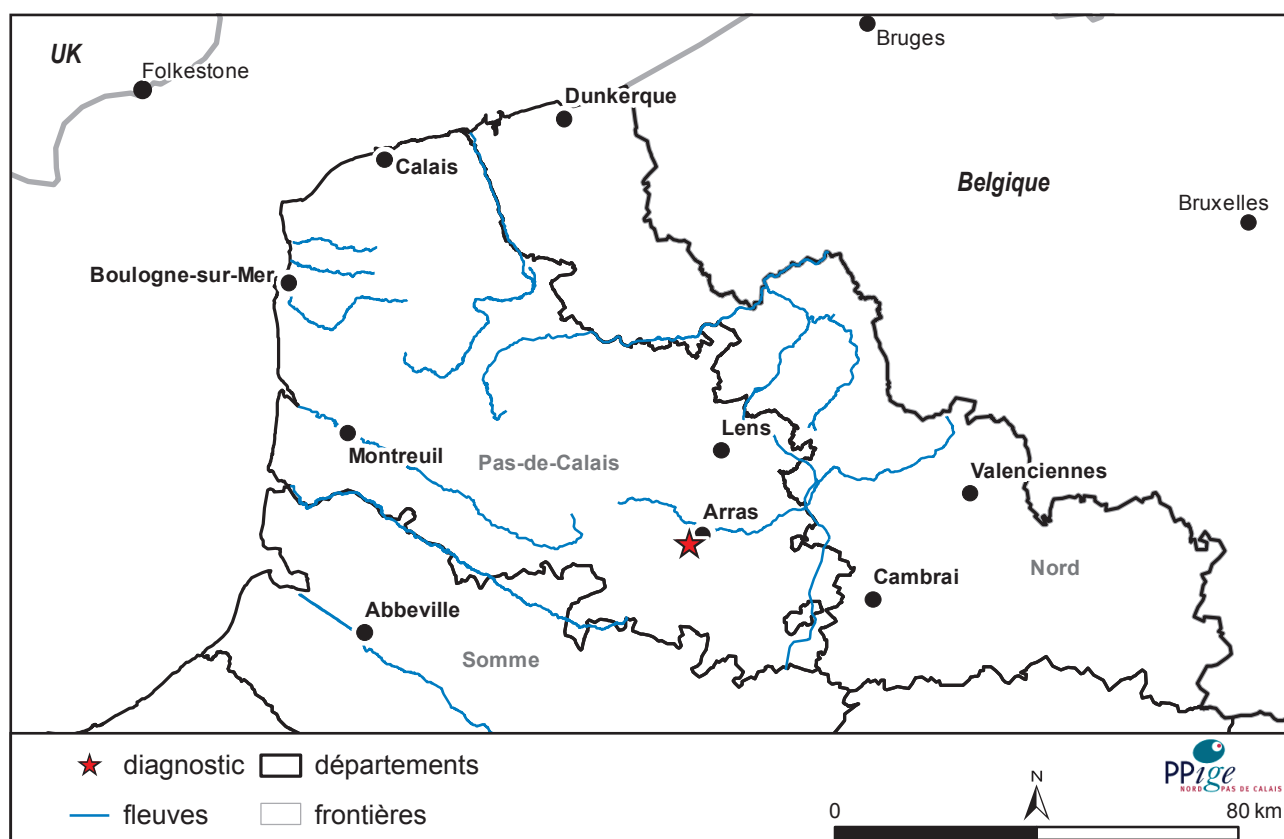 UK
Folkestone
Bruges
Dunkerque
Calais
Belgique
Bruxelles
Boulogne-sur-Mer
Lens
Montreuil
Pas-de-Calais
Valenciennes
Arras
Nord
Cambrai
Abbeville
Somme
diagnostic
départements
fleuves
frontières
N
0
80 km
PPige
NORD PAS DE CALAIS